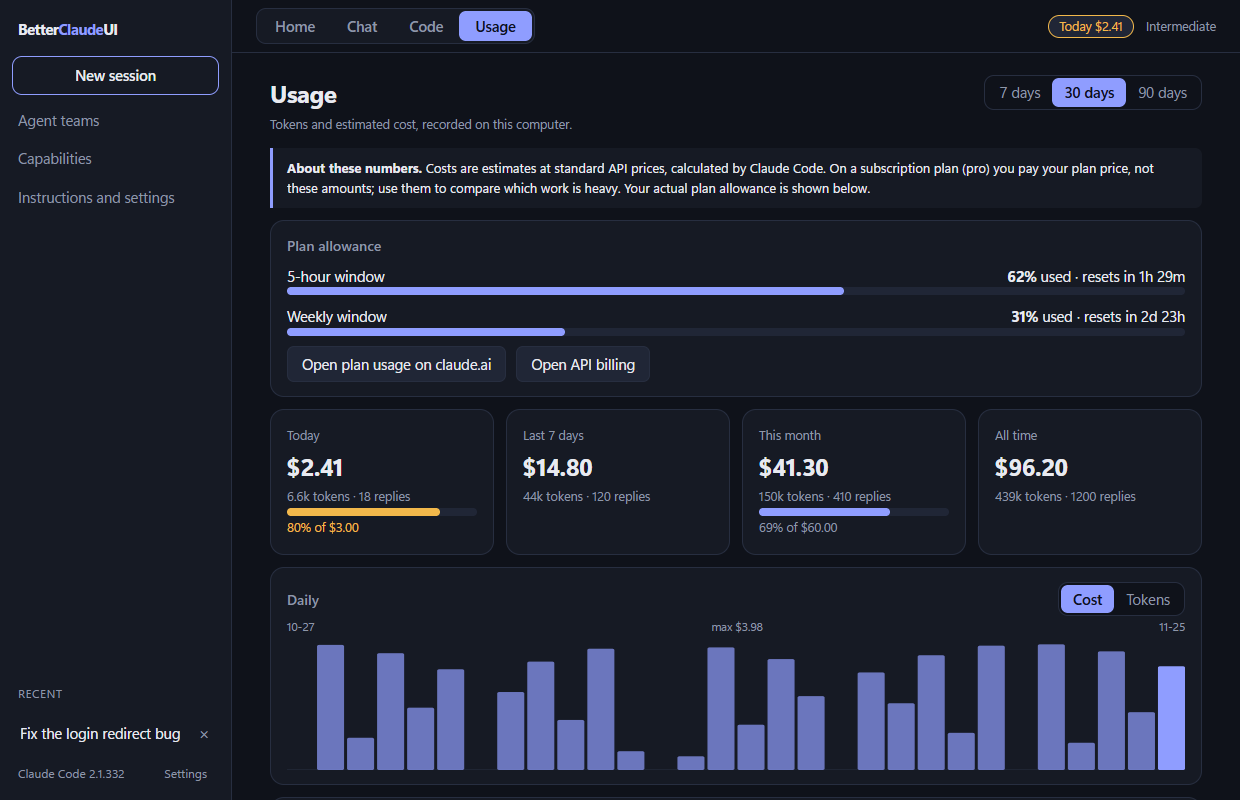 BetterClaudeUI
Home Chat Code Usage
Today $2.41 Intermediate
New session
Agent teams
Capabilities
Instructions and settings
RECENT
Fix the login redirect bug ×
Claude Code 2.1.332 Settings
Usage
7 days 30 days 90 days
Tokens and estimated cost, recorded on this computer.
About these numbers. Costs are estimates at standard API prices, calculated by Claude Code. On a subscription plan (pro) you pay your plan price, not
these amounts; use them to compare which work is heavy. Your actual plan allowance is shown below.
Plan allowance
5-hour window 62% used · resets in 1h 29m
Weekly window 31% used · resets in 2d 23h
Open plan usage on claude.ai Open API billing
Today
$2.41
6.6k tokens · 18 replies
80% of $3.00
Last 7 days
$14.80
44k tokens · 120 replies
This month
$41.30
150k tokens · 410 replies
69% of $60.00
All time
$96.20
439k tokens · 1200 replies
Daily Cost Tokens
10-27 max $3.98 11-25